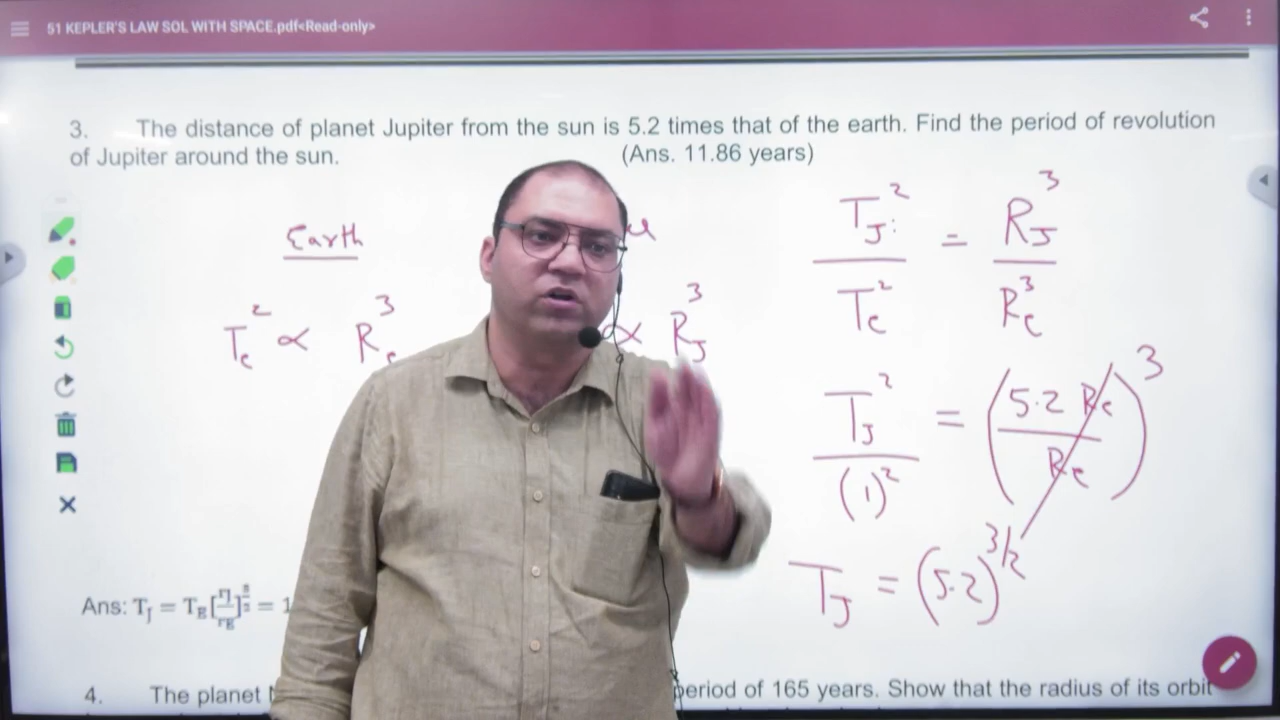 51 KEPLER'S LAW SOL WITH SPACE.pdf<Read-only>
3. The distance of planet Jupiter from the sun is 5.2 times that of the earth. Find the period of revolution
of Jupiter around the sun. (Ans. 11.86 years)
Earth
T_e^2 ∝ R_e^3
∝ R_J^3
T_J^2 / T_e^2 = R_J^3 / R_e^3
T_J^2 / (1)^2 = (5.2 Re / Re)^3
T_J = (5.2)^3/2
Ans: T_J = T_E = 1
4. The planet period of 165 years. Show that the radius of its orbit